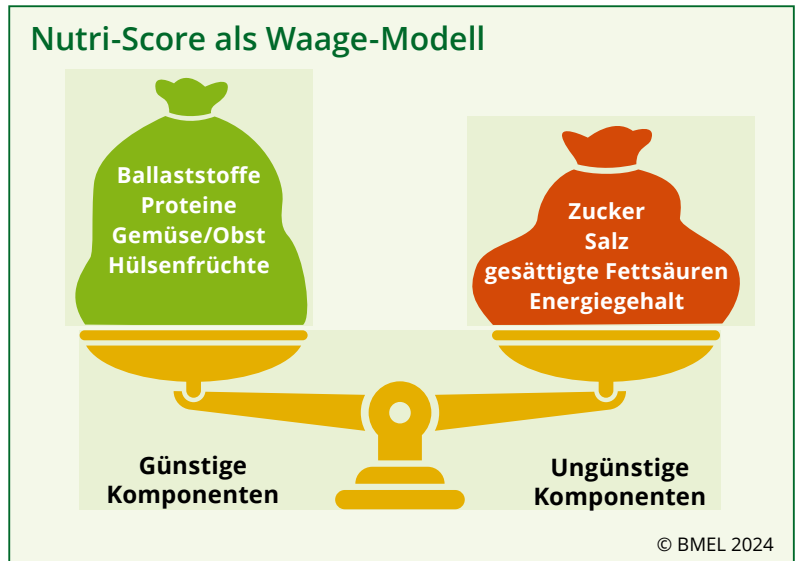 Nutri-Score als Waage-Modell
Ballaststoffe
Proteine
Gemüse/Obst
Hülsenfrüchte
Zucker
Salz
gesättigte Fettsäuren
Energiegehalt
Günstige
Komponenten
Ungünstige
Komponenten
© BMEL 2024